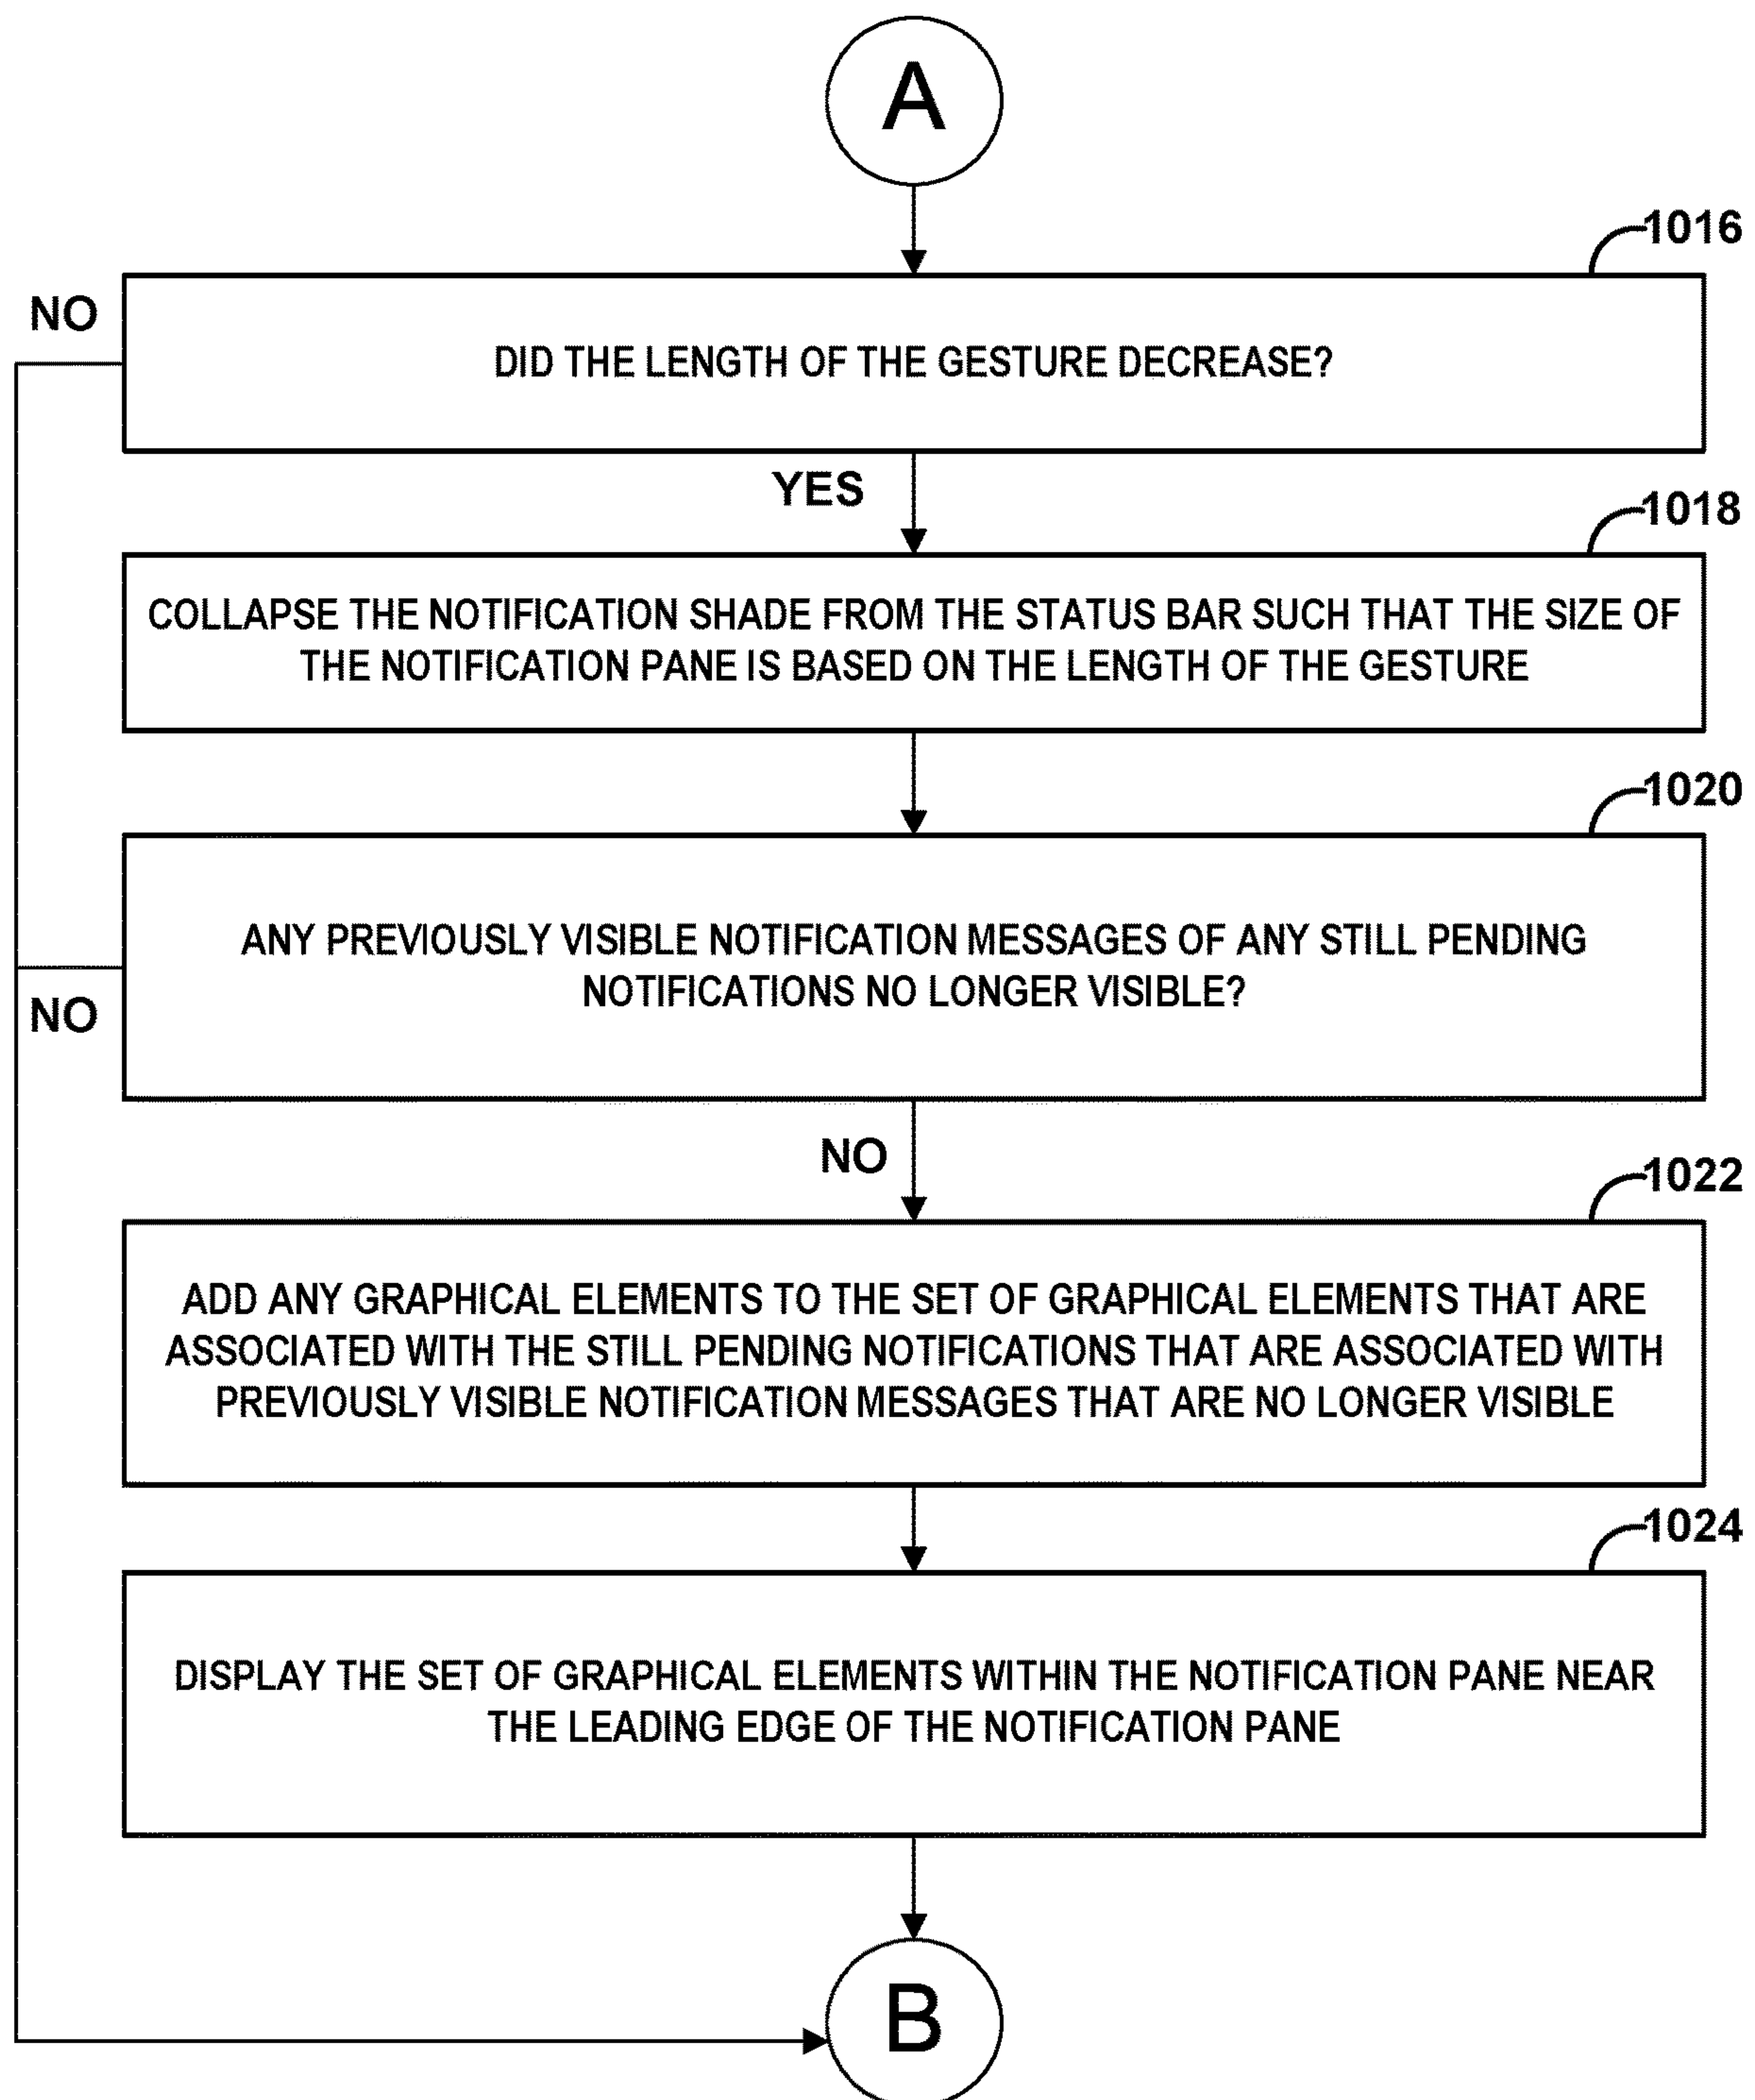 A
1016
NO
DID THE LENGTH OF THE GESTURE DECREASE?
YES
1018
COLLAPSE THE NOTIFICATION SHADE FROM THE STATUS BAR SUCH THAT THE SIZE OF
THE NOTIFICATION PANE IS BASED ON THE LENGTH OF THE GESTURE
1020
ANY PREVIOUSLY VISIBLE NOTIFICATION MESSAGES OF ANY STILL PENDING
NOTIFICATIONS NO LONGER VISIBLE?
NO
NO
1022
ADD ANY GRAPHICAL ELEMENTS TO THE SET OF GRAPHICAL ELEMENTS THAT ARE
ASSOCIATED WITH THE STILL PENDING NOTIFICATIONS THAT ARE ASSOCIATED WITH
PREVIOUSLY VISIBLE NOTIFICATION MESSAGES THAT ARE NO LONGER VISIBLE
1024
DISPLAY THE SET OF GRAPHICAL ELEMENTS WITHIN THE NOTIFICATION PANE NEAR
THE LEADING EDGE OF THE NOTIFICATION PANE
B